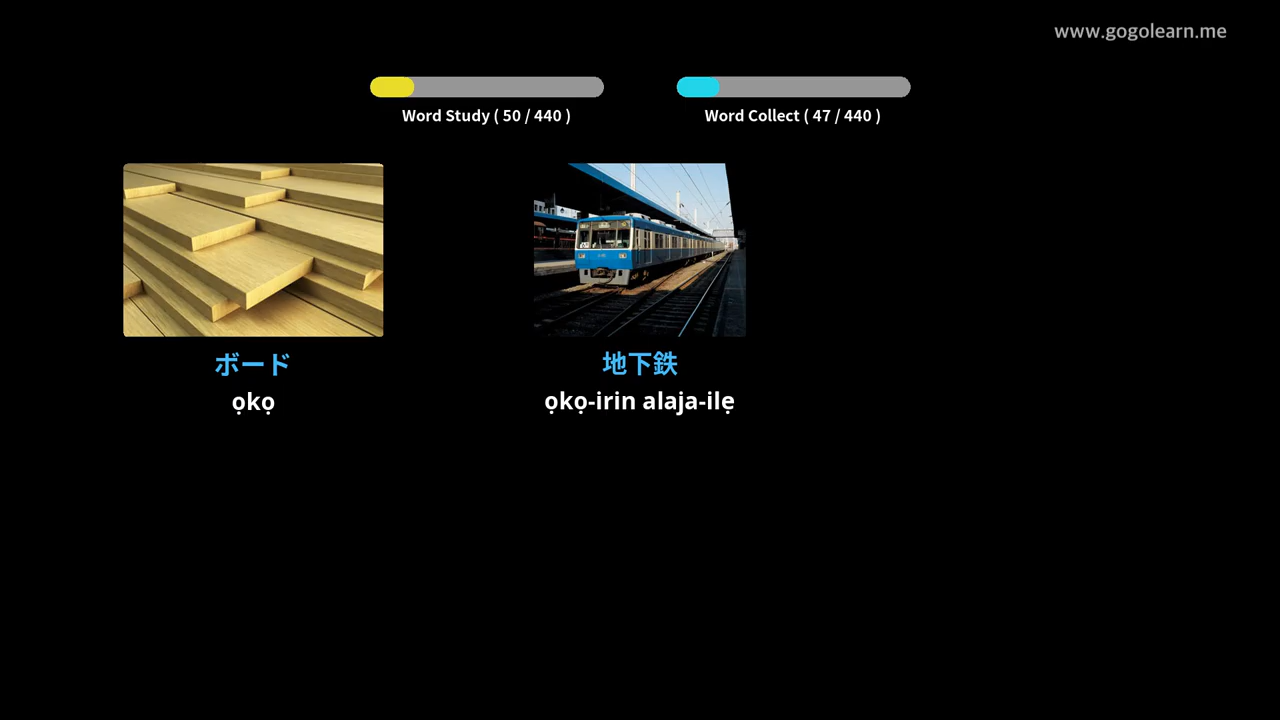 www.gogolearn.me
Word Study ( 50 / 440 )
Word Collect ( 47 / 440 )
ボード
ọkọ
地下鉄
ọkọ-irin alaja-ilẹ